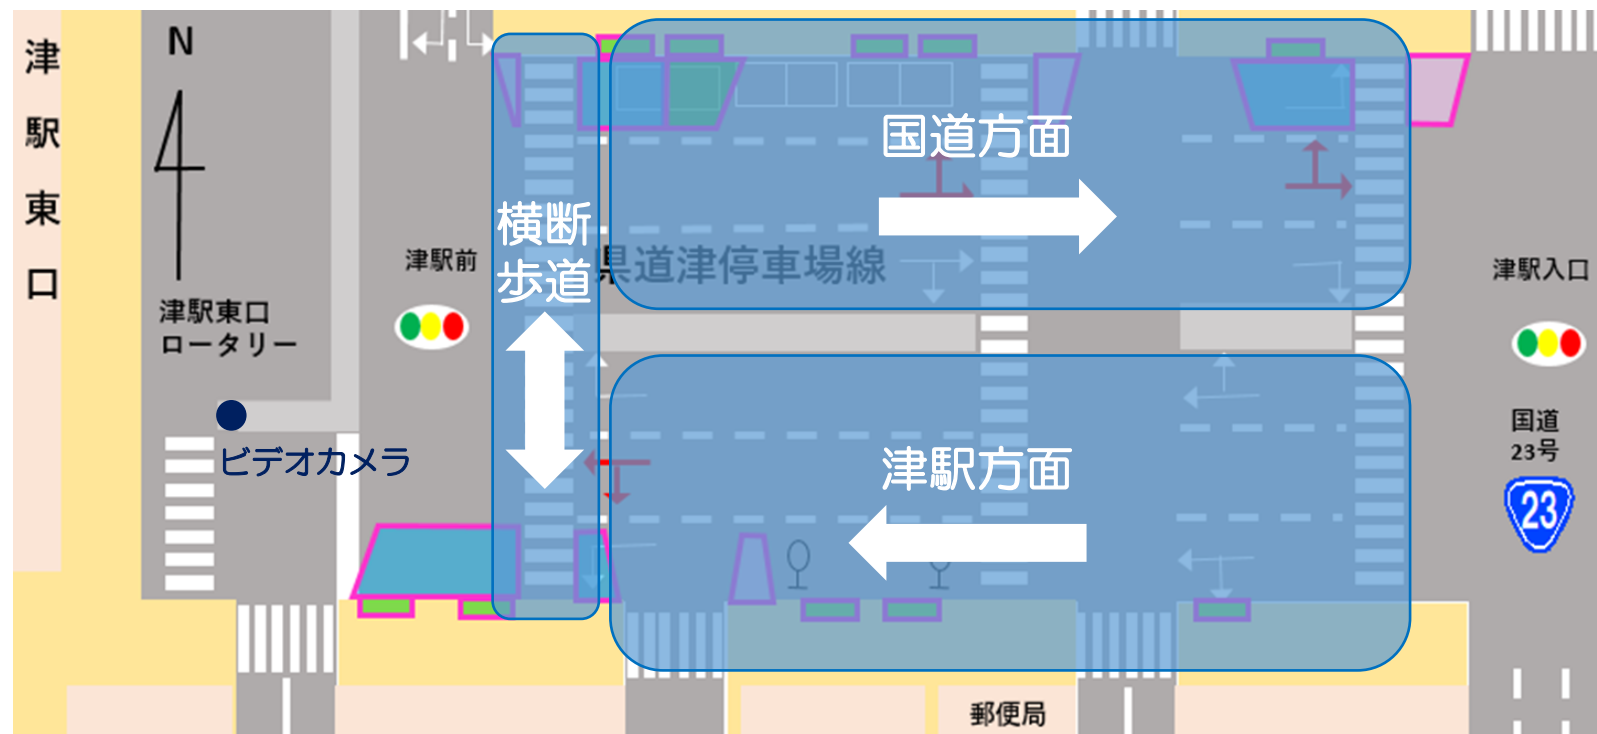 津駅東口
N
津駅東口
ロータリー
ビデオカメラ
津駅前
横断
歩道
県道津停車場線
国道方面
津駅方面
津駅入口
国道
23号
23
郵便局